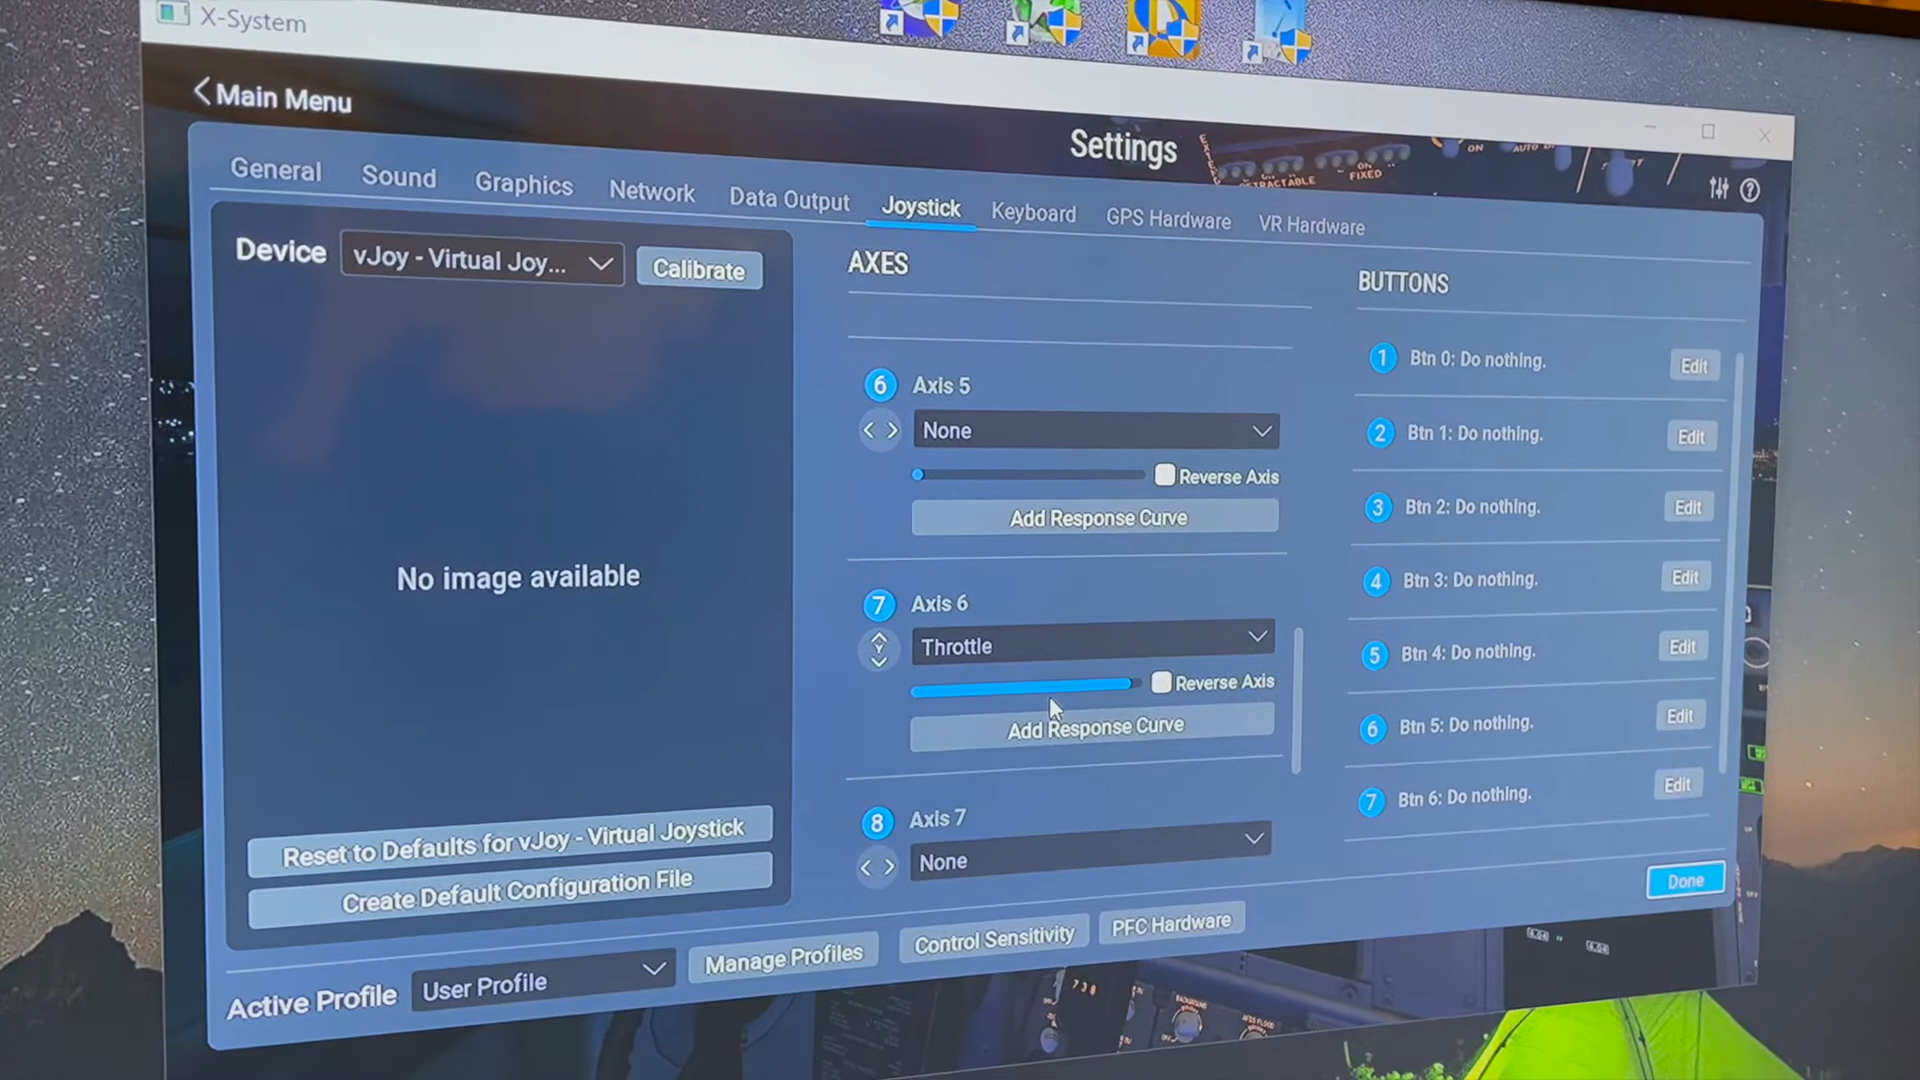 X-System
Main Menu
Settings
ON
AUTO
RETRACTABLE
ON
FIXED
General
Sound
Graphics
Network
Data Output
Joystick
Keyboard
GPS Hardware
VR Hardware
Device
vJoy - Virtual Joy...
Calibrate
No image available
Reset to Defaults for vJoy - Virtual Joystick
Create Default Configuration File
AXES
6
Axis 5
None
Reverse Axis
Add Response Curve
7
Axis 6
Y
Throttle
Reverse Axis
Add Response Curve
8
Axis 7
None
BUTTONS
1
Btn 0: Do nothing.
Edit
2
Btn 1: Do nothing.
Edit
3
Btn 2: Do nothing.
Edit
4
Btn 3: Do nothing.
Edit
5
Btn 4: Do nothing.
Edit
6
Btn 5: Do nothing.
Edit
7
Btn 6: Do nothing.
Edit
Done
Active Profile
User Profile
Manage Profiles
Control Sensitivity
PFC Hardware